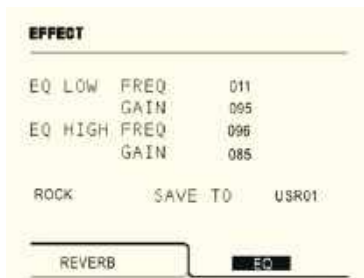 EFFECT
EQ LOW FREQ 011
GAIN 095
EQ HIGH FREQ 096
GAIN 085
ROCK SAVE TO USR01
REVERB EQ